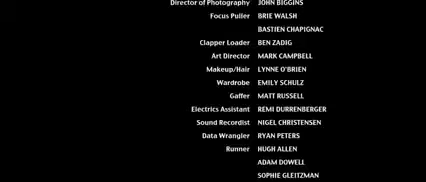 Director of Photography JOHN BIGGINS
Focus Puller BRIE WALSH
BASTIEN CHAPIGNAC
Clapper Loader BEN ZADIG
Art Director MARK CAMPBELL
Makeup/Hair LYNNE O'BRIEN
Wardrobe EMILY SCHULZ
Gaffer MATT RUSSELL
Electrics Assistant REMI DURRENBERGER
Sound Recordist NIGEL CHRISTENSEN
Data Wrangler RYAN PETERS
Runner HUGH ALLEN
ADAM DOWELL
SOPHIE GLEITZMAN